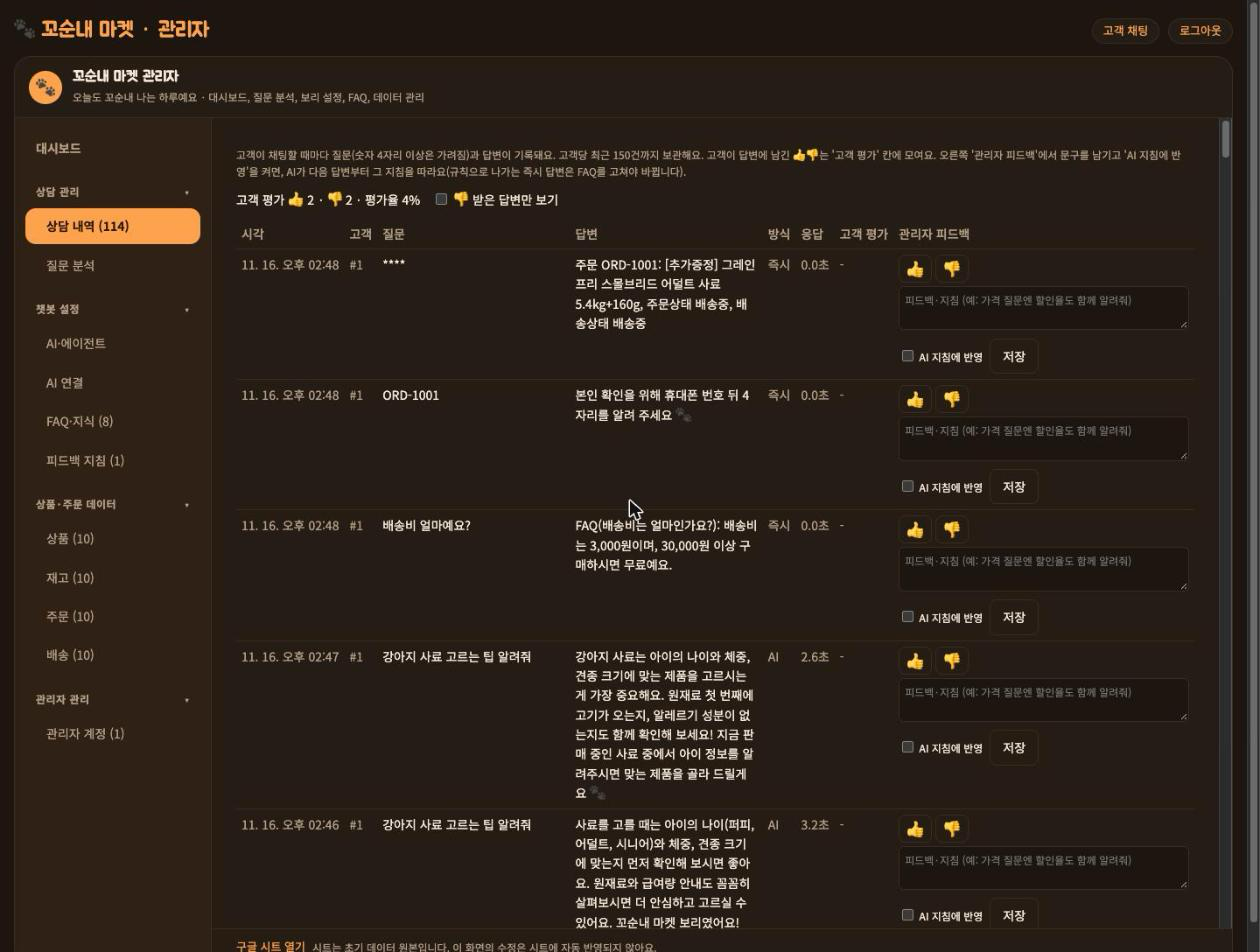 꼬순내 마켓 · 관리자
고객 채팅
로그아웃
꼬순내 마켓 관리자
오늘도 꼬순내 나는 하루예요 · 대시보드, 질문 분석, 보리 설정, FAQ, 데이터 관리
대시보드
상담 관리
상담 내역 (114)
질문 분석
챗봇 설정
AI·에이전트
AI 연결
FAQ·지식 (8)
피드백 지침 (1)
상품·주문 데이터
상품 (10)
재고 (10)
주문 (10)
배송 (10)
관리자 관리
관리자 계정 (1)
고객이 채팅할 때마다 질문(숫자 4자리 이상은 가려짐)과 답변이 기록돼요. 고객당 최근 150건까지 보관해요. 고객이 답변에 남긴 👍👎는 '고객 평가' 칸에 모여요. 오른쪽 '관리자 피드백'에서 문구를 남기고 'AI 지침에 반
영'을 켜면, AI가 다음 답변부터 그 지침을 따라요(규칙으로 나가는 즉시 답변은 FAQ를 고쳐야 바뀝니다).
고객 평가 👍 2 · 👎 2 · 평가율 4% 👎 받은 답변만 보기
시각 고객 질문 답변 방식 응답 고객 평가 관리자 피드백
11. 16. 오후 02:48 #1 **** 주문 ORD-1001: [추가증정] 그레인 즉시 0.0초 -
프리 스몰브리드 어덜트 사료
5.4kg+160g, 주문상태 배송중, 배
송상태 배송중
피드백·지침 (예: 가격 질문엔 할인율도 함께 알려줘)
AI 지침에 반영 저장
11. 16. 오후 02:48 #1 ORD-1001 본인 확인을 위해 휴대폰 번호 뒤 4 즉시 0.0초 -
자리를 알려 주세요 🐾
피드백·지침 (예: 가격 질문엔 할인율도 함께 알려줘)
AI 지침에 반영 저장
11. 16. 오후 02:48 #1 배송비 얼마예요? FAQ(배송비는 얼마인가요?): 배송비 즉시 0.0초 -
는 3,000원이며, 30,000원 이상 구
매하시면 무료예요.
피드백·지침 (예: 가격 질문엔 할인율도 함께 알려줘)
AI 지침에 반영 저장
11. 16. 오후 02:47 #1 강아지 사료 고르는 팁 알려줘 강아지 사료는 아이의 나이와 체중, AI 2.6초 -
견종 크기에 맞는 제품을 고르시는
게 가장 중요해요. 원재료 첫 번째에
고기가 오는지, 알레르기 성분이 없
는지도 함께 확인해 보세요! 지금 판
매 중인 사료 중에서 아이 정보를 알
려주시면 맞는 제품을 골라 드릴게
요 🐾
피드백·지침 (예: 가격 질문엔 할인율도 함께 알려줘)
AI 지침에 반영 저장
11. 16. 오후 02:46 #1 강아지 사료 고르는 팁 알려줘 사료를 고를 때는 아이의 나이(퍼피, AI 3.2초 -
어덜트, 시니어)와 체중, 견종 크기
에 맞는지 먼저 확인해 보시면 좋아
요. 원재료와 급여량 안내도 꼼꼼히
살펴보시면 더 안심하고 고르실 수
있어요. 꼬순내 마켓 보리였어요!
피드백·지침 (예: 가격 질문엔 할인율도 함께 알려줘)
AI 지침에 반영 저장
구글 시트 열기 시트는 초기 데이터 원본입니다. 이 화면의 수정은 시트에 자동 반영되지 않아요.